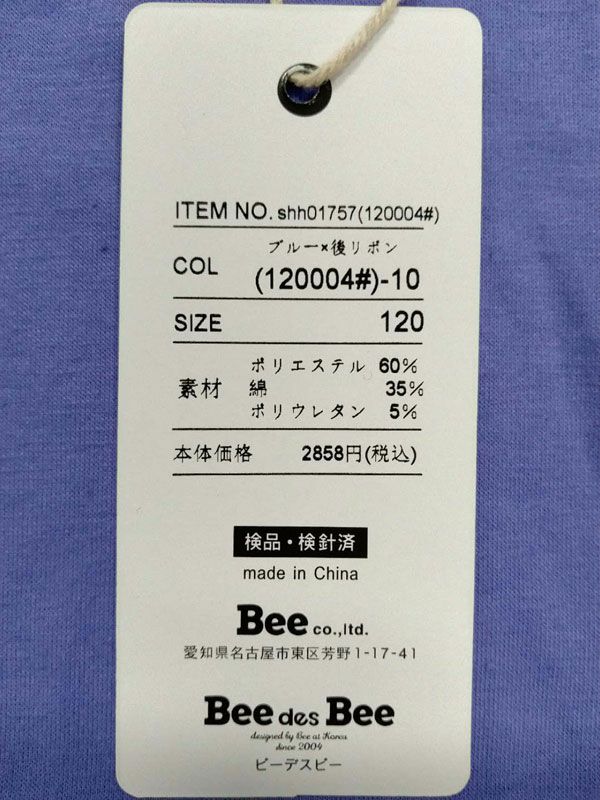 ITEM NO. shh01757(120004#)
ブルー×後リボン
COL (120004#)-10
SIZE 120
ポリエステル 60%
素材 綿 35%
ポリウレタン 5%
本体価格 2858円(税込)
検品・検針済
made in China
Bee co.,ltd.
愛知県名古屋市東区芳野1-17-41
Bee des Bee
designed by Bee at Korea
since 2004
ビーデスビー